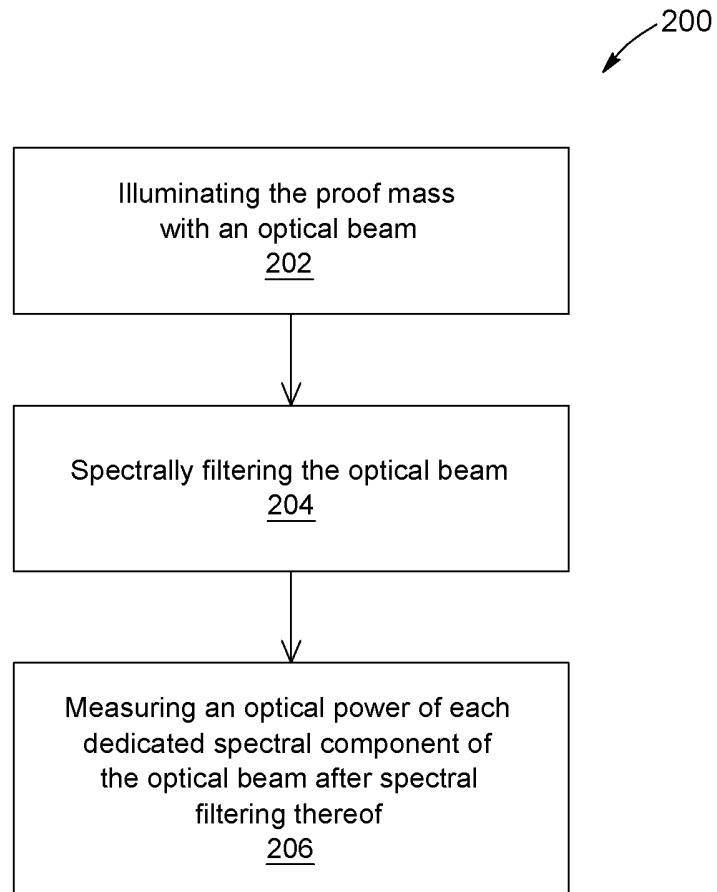 200
Illuminating the proof mass
with an optical beam
202
Spectrally filtering the optical beam
204
Measuring an optical power of each
dedicated spectral component of
the optical beam after spectral
filtering thereof
206